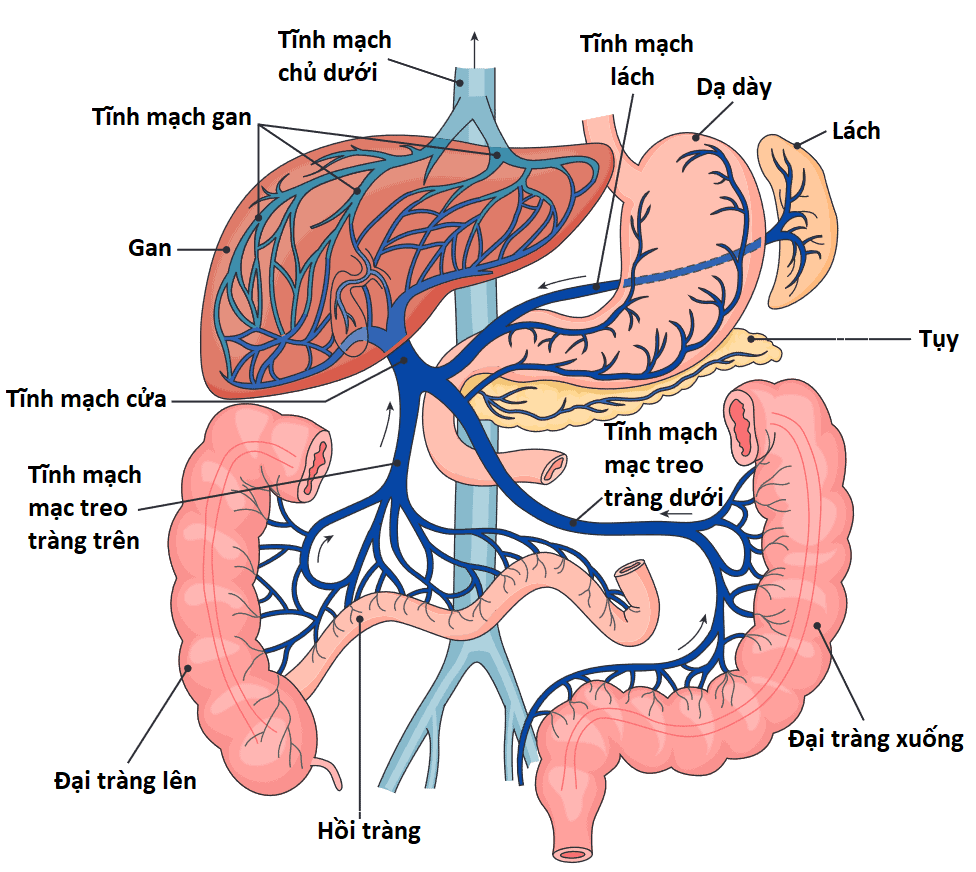 Tĩnh mạch
chủ dưới
Tĩnh mạch
lách
Dạ dày
Tĩnh mạch gan
Lách
Gan
Tụy
Tĩnh mạch cửa
Tĩnh mạch
mạc treo
tràng dưới
Tĩnh mạch
mạc treo
tràng trên
Đại tràng xuống
Đại tràng lên
Hồi tràng